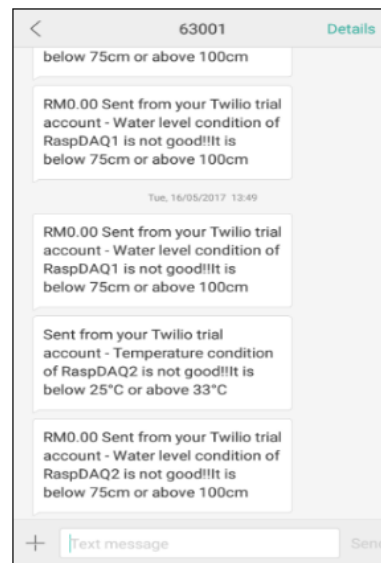 63001
Details
below 75cm or above 100cm
RM0.00 Sent from your Twilio trial
account - Water level condition of
RaspDAQ1 is not good!!It is
below 75cm or above 100cm
Tue, 16/05/2017 13:49
RM0.00 Sent from your Twilio trial
account - Water level condition of
RaspDAQ1 is not good!!It is
below 75cm or above 100cm
Sent from your Twilio trial
account - Temperature condition
of RaspDAQ2 is not good!!It is
below 25°C or above 33°C
RM0.00 Sent from your Twilio trial
account - Water level condition of
RaspDAQ2 is not good!!It is
below 75cm or above 100cm
Text message
Send